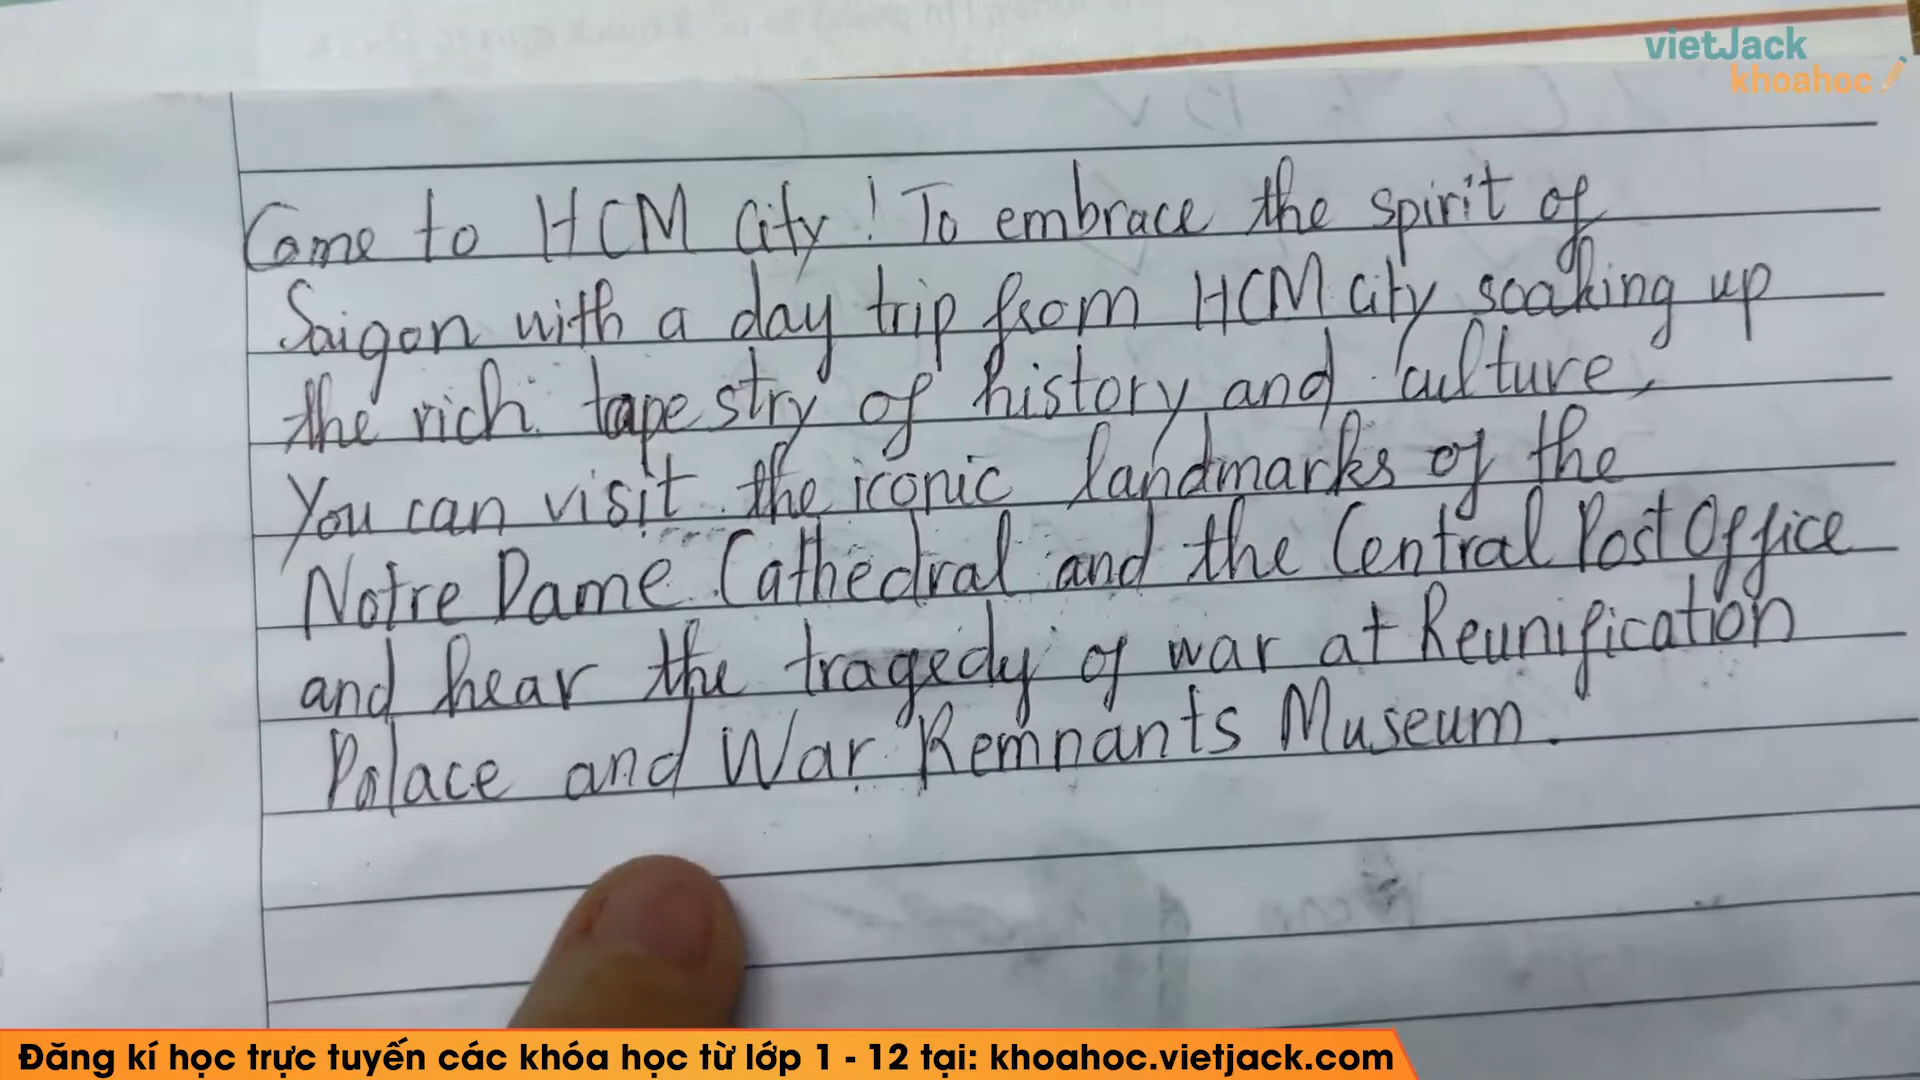 vietJack
khoahoc
Come to HCM City! To embrace the spirit of
Saigon with a day trip from HCM City soaking up
the rich tapestry of history and culture,
You can visit the iconic landmarks of the
Notre Dame Cathedral and the Central Post Office
and hear the tragedy of war at Reunification
Palace and War Remnants Museum.
Đăng kí học trực tuyến các khóa học từ lớp 1 - 12 tại: khoahoc.vietjack.com